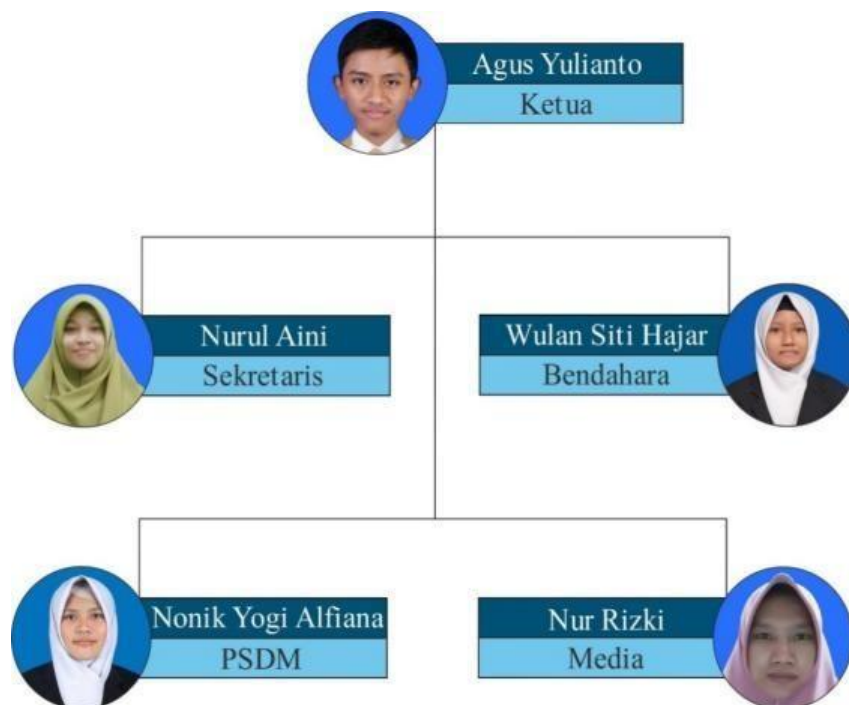 Agus Yulianto
Ketua
Nurul Aini
Sekretaris
Wulan Siti Hajar
Bendahara
Nonik Yogi Alfiana
PSDM
Nur Rizki
Media